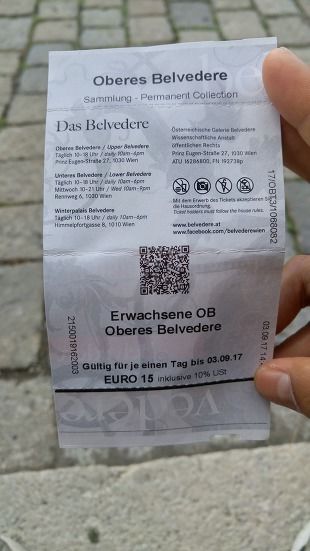 Oberes Belvedere
Sammlung - Permanent Collection
Das Belvedere
Oberes Belvedere / Upper Belvedere
Täglich 10–18 Uhr / daily 10am–6pm
Prinz Eugen-Straße 27, 1030 Wien
Unteres Belvedere / Lower Belvedere
Täglich 10–18 Uhr / daily 10am–6pm
Mittwoch 10–21 Uhr / Wed 10am–9pm
Rennweg 6, 1030 Wien
Winterpalais Belvedere
Täglich 10–18 Uhr / daily 10am–6pm
Himmelpfortgasse 8, 1010 Wien
Österreichische Galerie Belvedere
Wissenschaftliche Anstalt
öffentlichen Rechts
Prinz Eugen-Straße 27, 1030 Wien
ATU 16286800, FN 192738p
Mit dem Erwerb des Tickets akzeptieren Sie
die Hausordnung.
Ticket holders must follow the house rules.
www.belvedere.at
www.facebook.com/belvederewien
Erwachsene OB
Oberes Belvedere
Gültig für je einen Tag bis 03.09.17
EURO 15 inklusive 10% USt
2150019162003
03.09.17 14